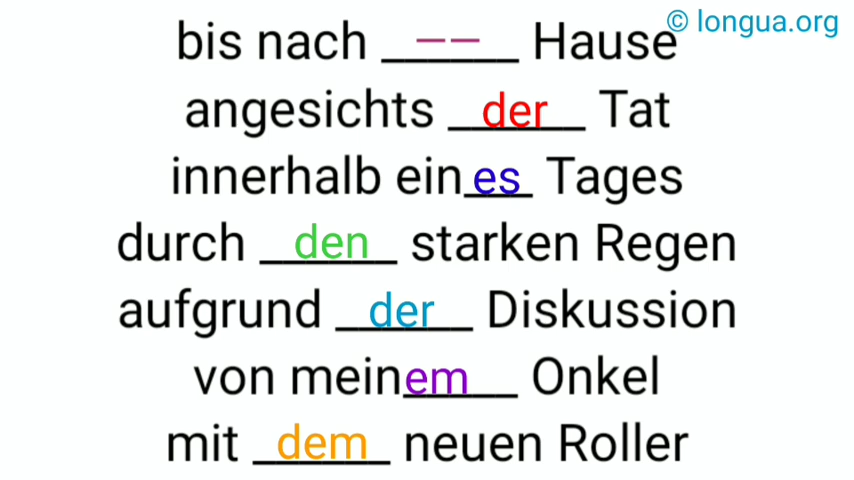 © longua.org
bis nach __−−__ Hause
angesichts __der__ Tat
innerhalb ein_es_ Tages
durch __den__ starken Regen
aufgrund __der__ Diskussion
von mein_em__ Onkel
mit __dem__ neuen Roller